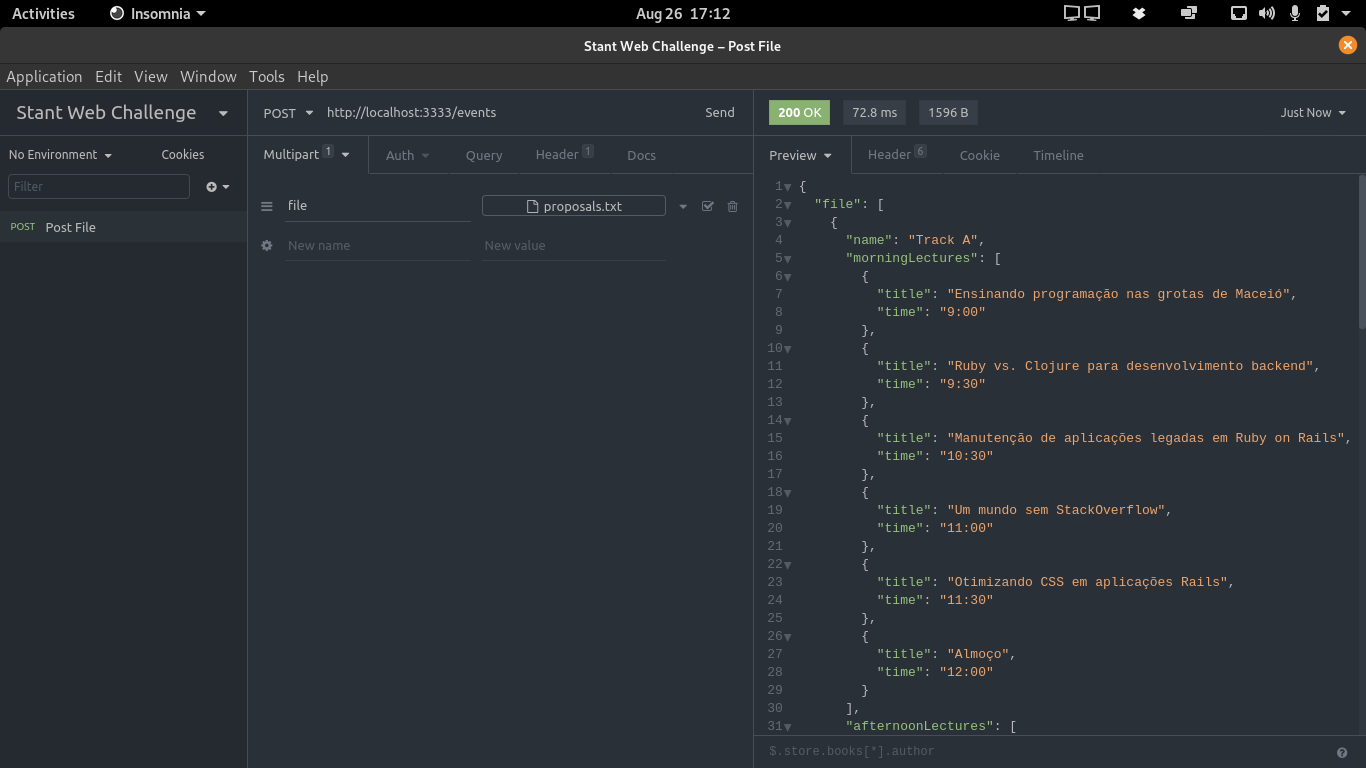 Activities Insomnia Aug 26 17:12
Stant Web Challenge – Post File
Application Edit View Window Tools Help
Stant Web Challenge
No Environment Cookies
Filter
POST Post File
POST http://localhost:3333/events Send
Multipart 1 Auth Query Header 1 Docs
file proposals.txt
New name New value
200 OK 72.8 ms 1596 B Just Now
Preview Header 6 Cookie Timeline
1 {
2 "file": [
3 {
4 "name": "Track A",
5 "morningLectures": [
6 {
7 "title": "Ensinando programação nas grotas de Maceió",
8 "time": "9:00"
9 },
10 {
11 "title": "Ruby vs. Clojure para desenvolvimento backend",
12 "time": "9:30"
13 },
14 {
15 "title": "Manutenção de aplicações legadas em Ruby on Rails",
16 "time": "10:30"
17 },
18 {
19 "title": "Um mundo sem StackOverflow",
20 "time": "11:00"
21 },
22 {
23 "title": "Otimizando CSS em aplicações Rails",
24 "time": "11:30"
25 },
26 {
27 "title": "Almoço",
28 "time": "12:00"
29 }
30 ],
31 "afternoonLectures": [
$.store.books[*].author